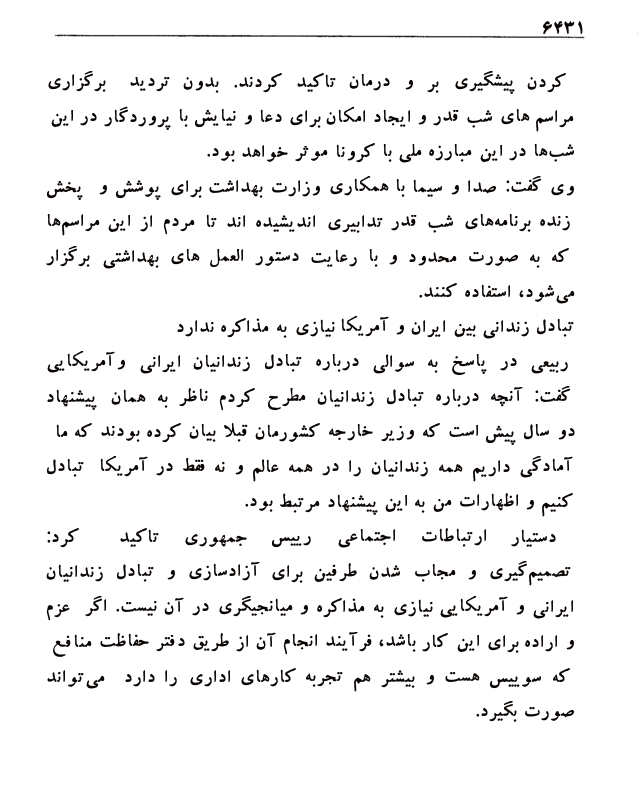 ۶۴۳۱
کردن پیشگیری بر و درمان تاکید کردند. بدون تردید برگزاری
مراسم های شب قدر و ایجاد امکان برای دعا و نیایش با پروردگار در این
شب‌ها در این مبارزه ملی با کرونا موثر خواهد بود.
وی گفت: صدا و سیما با همکاری وزارت بهداشت برای پوشش و پخش
زنده برنامه‌های شب قدر تدابیری اندیشیده اند تا مردم از این مراسم‌ها
که به صورت محدود و با رعایت دستور العمل های بهداشتی برگزار
می‌شود، استفاده کنند.
تبادل زندانی بین ایران و آمریکا نیازی به مذاکره ندارد
ربیعی در پاسخ به سوالی درباره تبادل زندانیان ایرانی و آمریکایی
گفت: آنچه درباره تبادل زندانیان مطرح کردم ناظر به همان پیشنهاد
دو سال پیش است که وزیر خارجه کشورمان قبلا بیان کرده بودند که ما
آمادگی داریم همه زندانیان را در همه عالم و نه فقط در آمریکا تبادل
کنیم و اظهارات من به این پیشنهاد مرتبط بود.
دستیار ارتباطات اجتماعی رییس جمهوری تاکید کرد:
تصمیم‌گیری و مجاب شدن طرفین برای آزادسازی و تبادل زندانیان
ایرانی و آمریکایی نیازی به مذاکره و میانجیگری در آن نیست. اگر عزم
و اراده برای این کار باشد، فرآیند انجام آن از طریق دفتر حفاظت منافع
که سوییس هست و بیشتر هم تجربه کارهای اداری را دارد می‌تواند
صورت بگیرد.